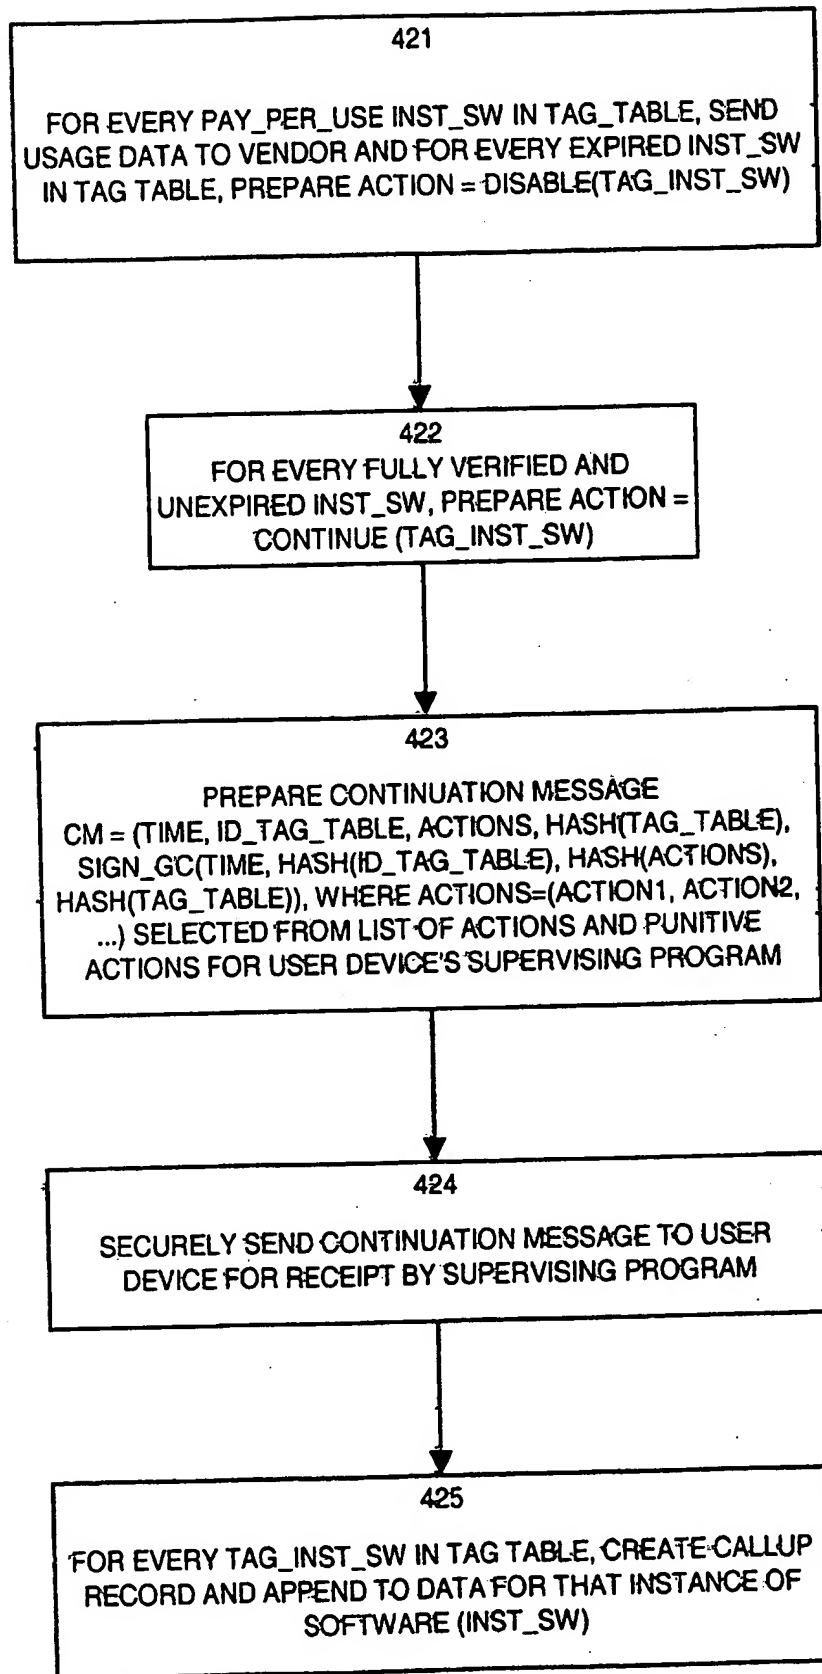 421
FOR EVERY PAY_PER_USE INST_SW IN TAG_TABLE, SEND
USAGE DATA TO VENDOR AND FOR EVERY EXPIRED INST_SW
IN TAG TABLE, PREPARE ACTION = DISABLE(TAG_INST_SW)
422
FOR EVERY FULLY VERIFIED AND
UNEXPIRED INST_SW, PREPARE ACTION =
CONTINUE (TAG_INST_SW)
423
PREPARE CONTINUATION MESSAGE
CM = (TIME, ID_TAG_TABLE, ACTIONS, HASH(TAG_TABLE),
SIGN_GC(TIME, HASH(ID_TAG_TABLE), HASH(ACTIONS),
HASH(TAG_TABLE)), WHERE ACTIONS=(ACTION1, ACTION2,
...) SELECTED FROM LIST OF ACTIONS AND PUNITIVE
ACTIONS FOR USER DEVICE'S SUPERVISING PROGRAM
424
SECURELY SEND CONTINUATION MESSAGE TO USER
DEVICE FOR RECEIPT BY SUPERVISING PROGRAM
425
FOR EVERY TAG_INST_SW IN TAG TABLE, CREATE CALLUP
RECORD AND APPEND TO DATA FOR THAT INSTANCE OF
SOFTWARE (INST_SW)